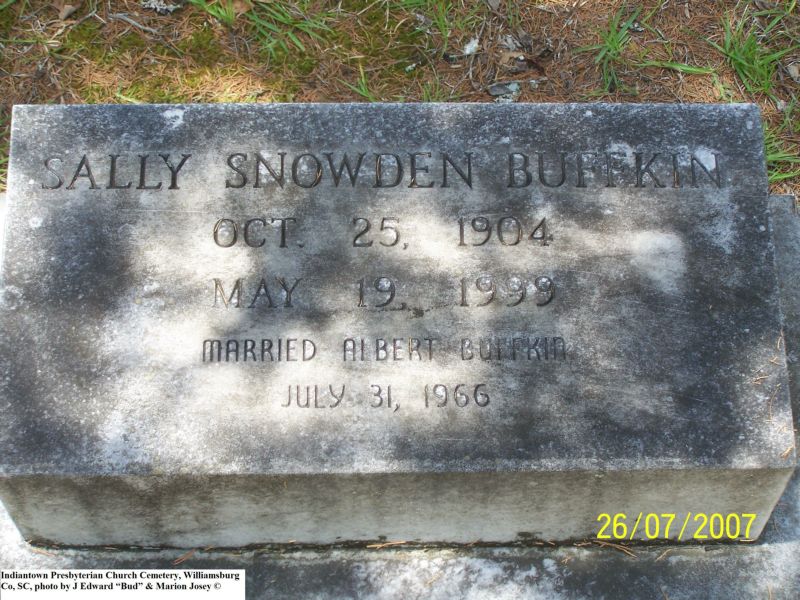 SALLY SNOWDEN BUFFKIN
OCT. 25, 1904
MAY 19, 1999
MARRIED ALBERT BUFFKIN
JULY 31, 1966
26/07/2007
Indiantown Presbyterian Church Cemetery, Williamsburg
Co, SC, photo by J Edward “Bud” & Marion Josey ©